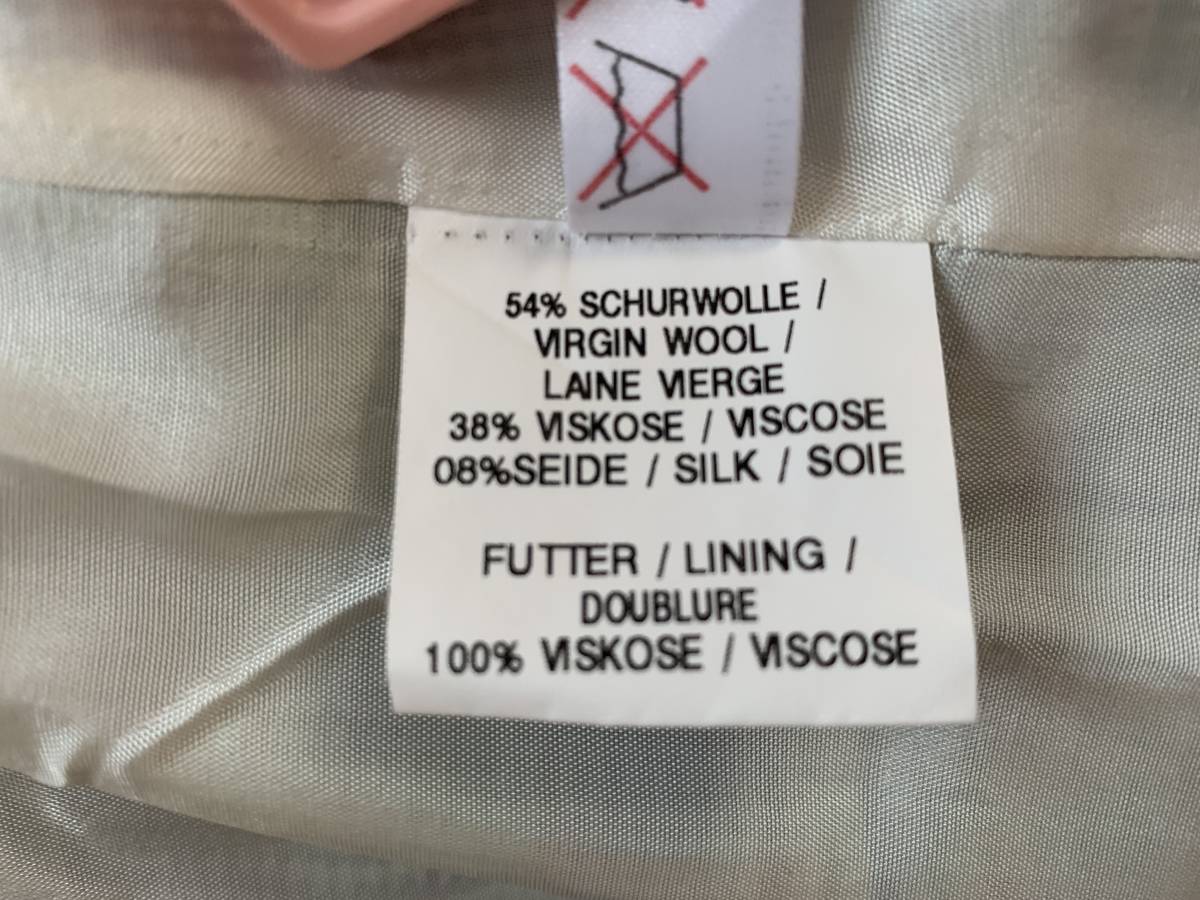 54% SCHURWOLLE /
VIRGIN WOOL /
LAINE VIERGE
38% VISKOSE / VISCOSE
08%SEIDE / SILK / SOIE
FUTTER / LINING /
DOUBLURE
100% VISKOSE / VISCOSE